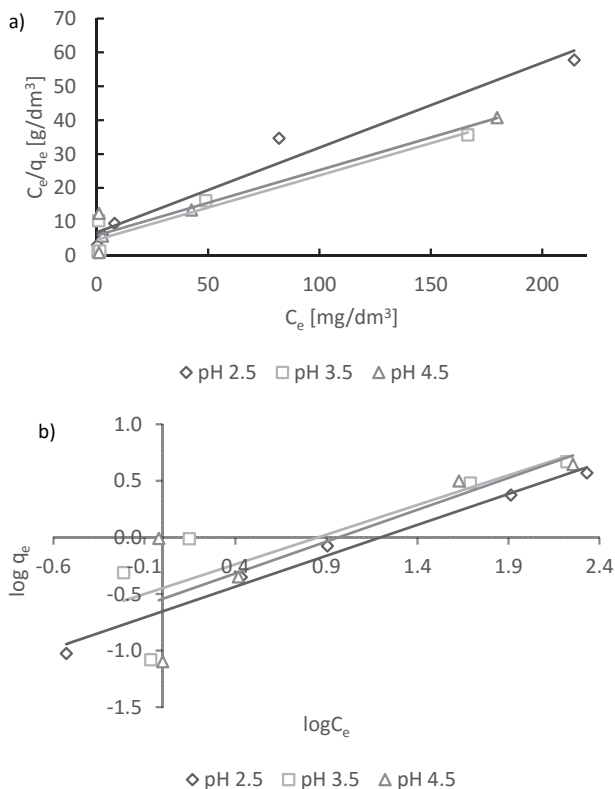 a)
70
60
50
40
30
20
10
0
Cₑ/qₑ [g/dm³]
0 50 100 150 200
Cₑ [mg/dm³]
pH 2.5 pH 3.5 pH 4.5
b)
1.0
0.5
0.0
-0.6 -0.1 0.4 0.9 1.4 1.9 2.4
-0.5
-1.0
-1.5
log qₑ
logCₑ
pH 2.5 pH 3.5 pH 4.5